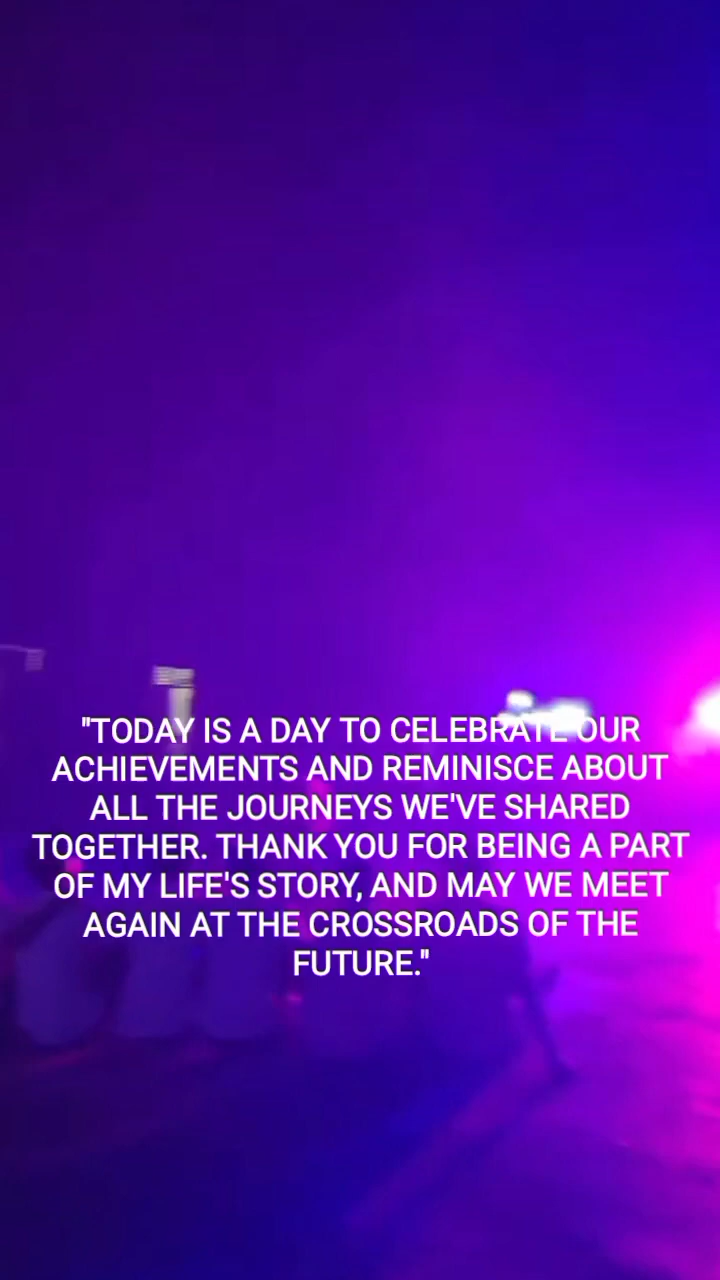 "TODAY IS A DAY TO CELEBRATE OUR
ACHIEVEMENTS AND REMINISCE ABOUT
ALL THE JOURNEYS WE'VE SHARED
TOGETHER. THANK YOU FOR BEING A PART
OF MY LIFE'S STORY, AND MAY WE MEET
AGAIN AT THE CROSSROADS OF THE
FUTURE."